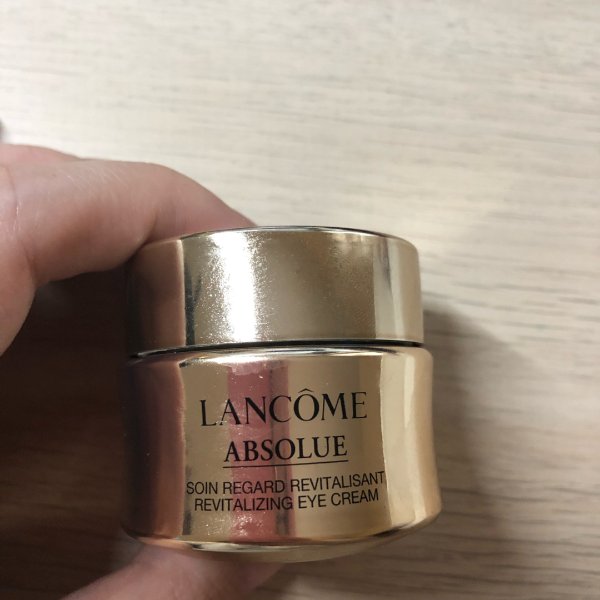 LANCÔME
ABSOLUE
SOIN REGARD REVITALISANT
REVITALIZING EYE CREAM